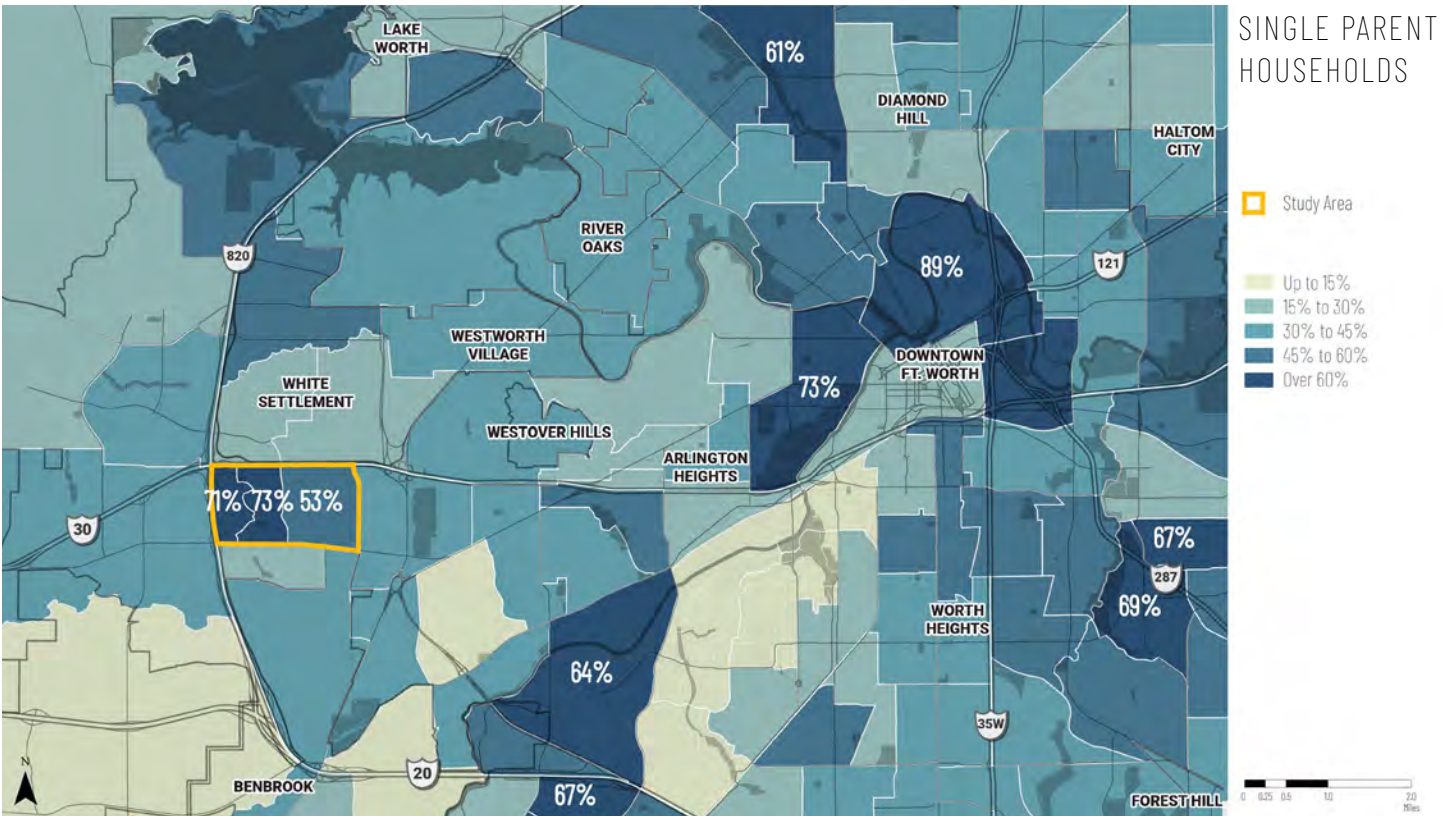 SINGLE PARENT
HOUSEHOLDS
LAKE
WORTH
61%
DIAMOND
HILL
HALTOM
CITY
Study Area
RIVER
OAKS
820
89%
121
Up to 15%
15% to 30%
30% to 45%
45% to 60%
Over 60%
WESTWORTH
VILLAGE
DOWNTOWN
FT. WORTH
WHITE
SETTLEMENT
73%
WESTOVER HILLS
ARLINGTON
HEIGHTS
71% 73% 53%
30
67%
287
69%
WORTH
HEIGHTS
64%
35W
N
20
BENBROOK
67%
FOREST HILL
0 0.25 0.5 1.0 2.0
Miles